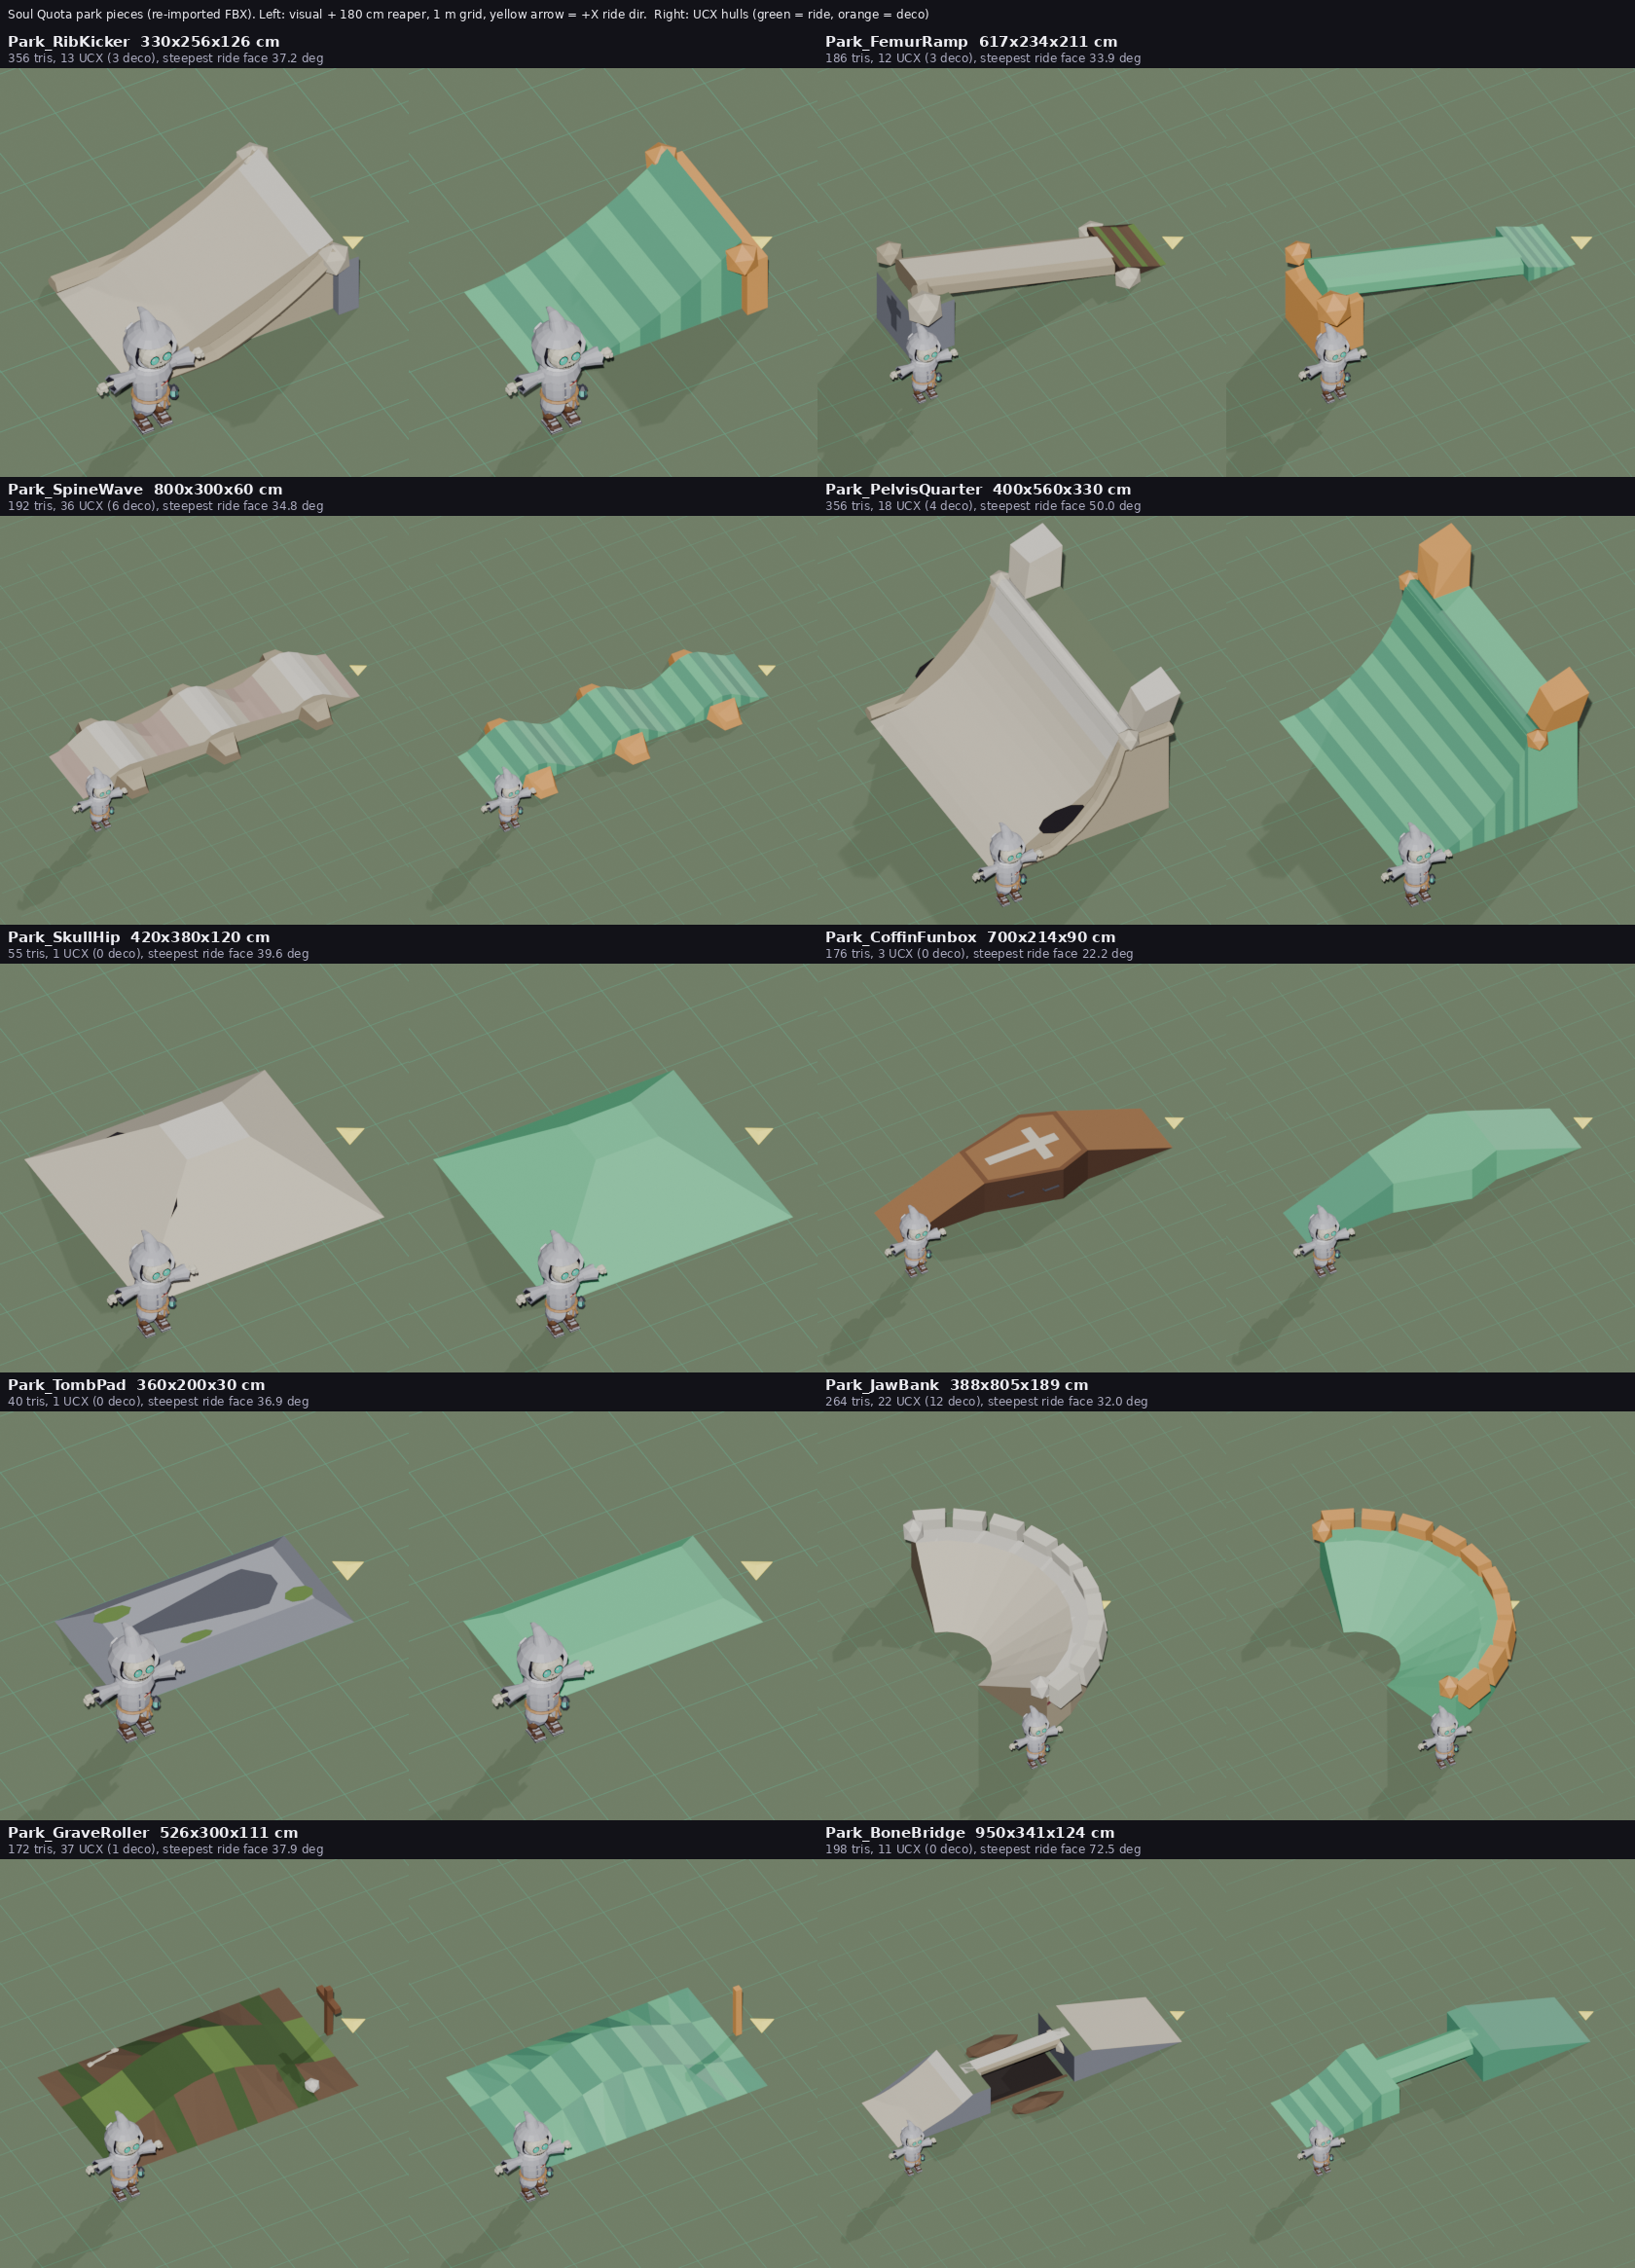 Soul Quota park pieces (re-imported FBX). Left: visual + 180 cm reaper, 1 m grid, yellow arrow = +X ride dir.  Right: UCX hulls (green = ride, orange = deco)
Park_RibKicker  330x256x126 cm
356 tris, 13 UCX (3 deco), steepest ride face 37.2 deg
Park_FemurRamp  617x234x211 cm
186 tris, 12 UCX (3 deco), steepest ride face 33.9 deg
Park_SpineWave  800x300x60 cm
192 tris, 36 UCX (6 deco), steepest ride face 34.8 deg
Park_PelvisQuarter  400x560x330 cm
356 tris, 18 UCX (4 deco), steepest ride face 50.0 deg
Park_SkullHip  420x380x120 cm
55 tris, 1 UCX (0 deco), steepest ride face 39.6 deg
Park_CoffinFunbox  700x214x90 cm
176 tris, 3 UCX (0 deco), steepest ride face 22.2 deg
Park_TombPad  360x200x30 cm
40 tris, 1 UCX (0 deco), steepest ride face 36.9 deg
Park_JawBank  388x805x189 cm
264 tris, 22 UCX (12 deco), steepest ride face 32.0 deg
Park_GraveRoller  526x300x111 cm
172 tris, 37 UCX (1 deco), steepest ride face 37.9 deg
Park_BoneBridge  950x341x124 cm
198 tris, 11 UCX (0 deco), steepest ride face 72.5 deg